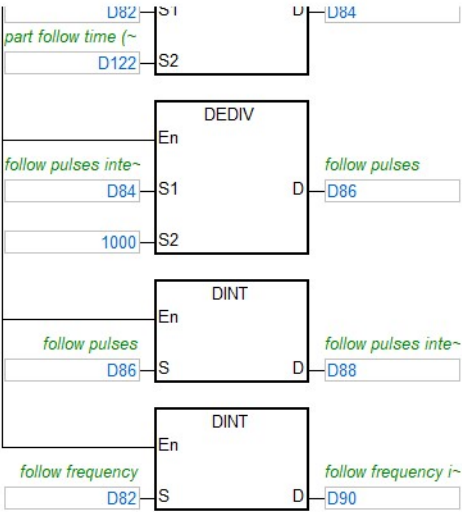 D82 S1 D D84
part follow time (~
D122 S2
DEDIV
En
follow pulses inte~ follow pulses
D84 S1 D D86
1000 S2
DINT
En
follow pulses follow pulses inte~
D86 S D D88
DINT
En
follow frequency follow frequency i~
D82 S D D90